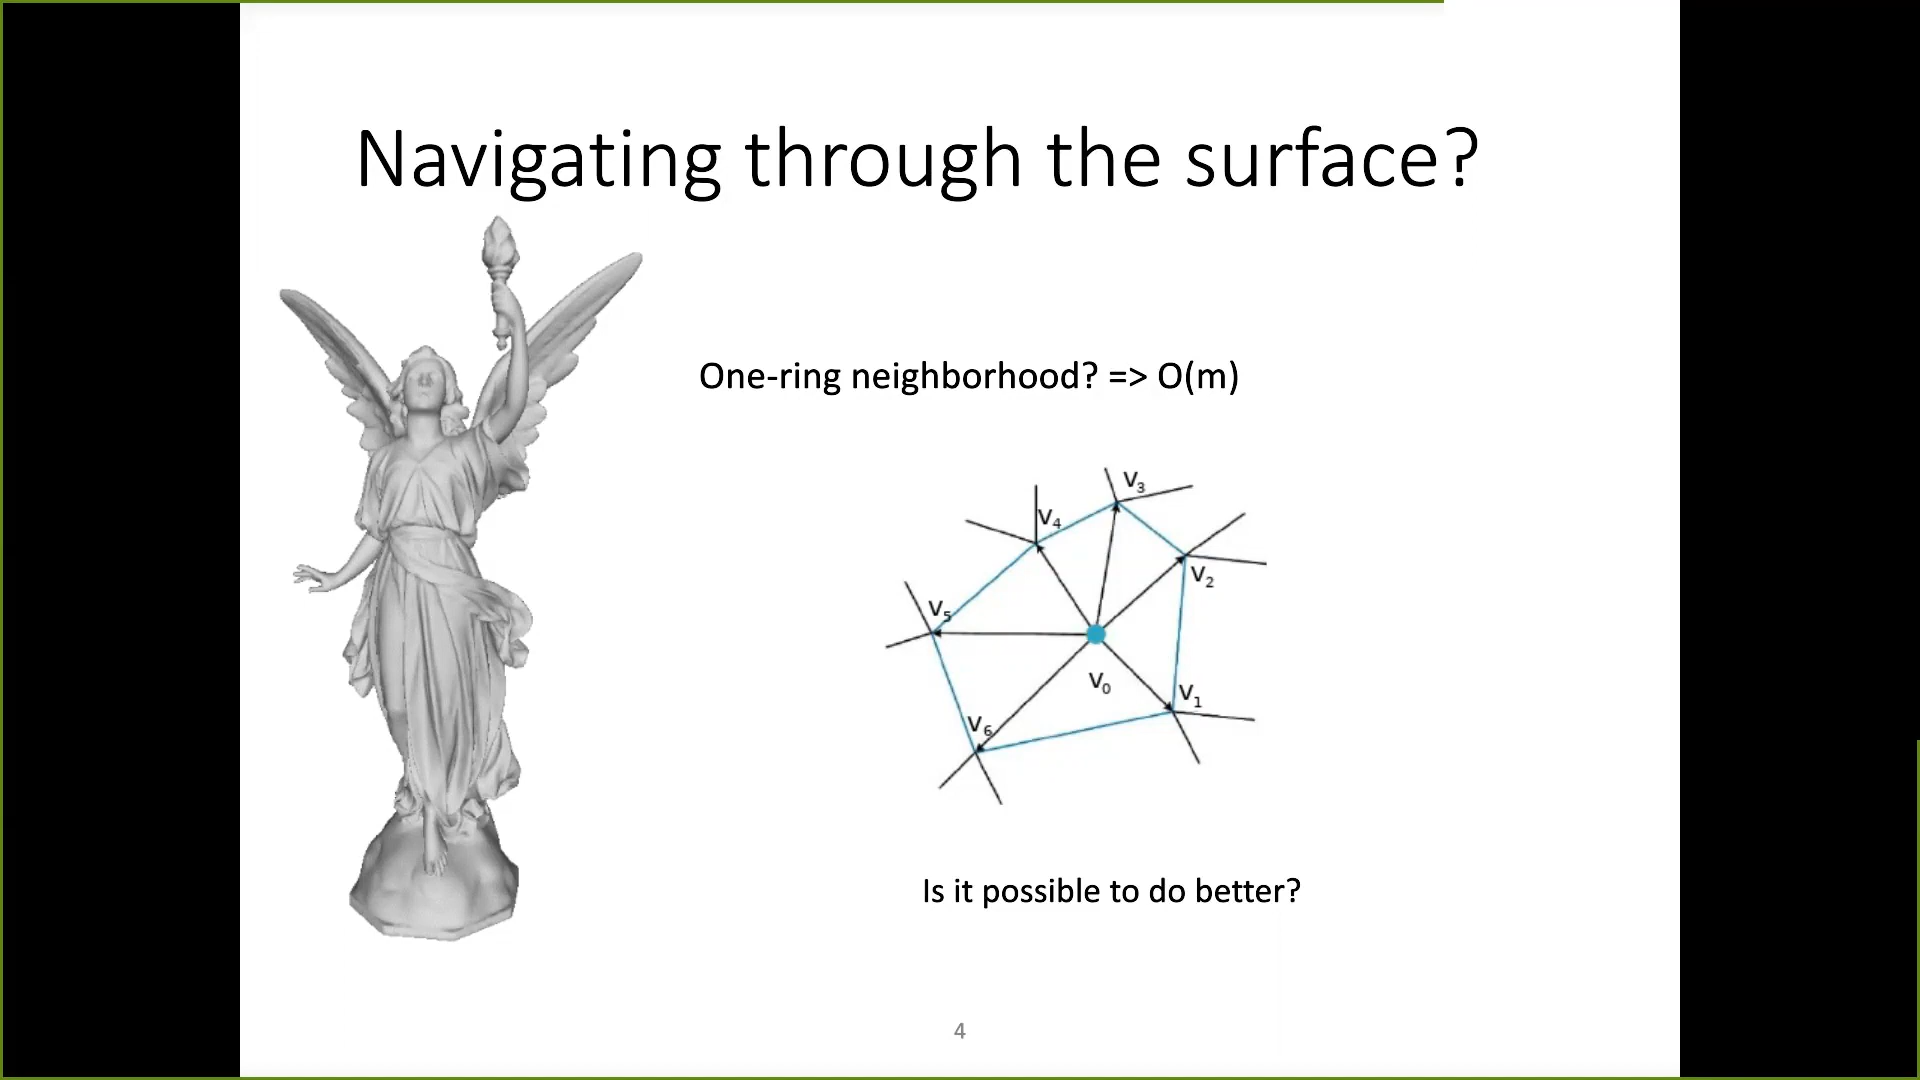 Navigating through the surface?
One-ring neighborhood? => O(m)
V3
V4
V2
V5
V0
V1
V6
Is it possible to do better?
4